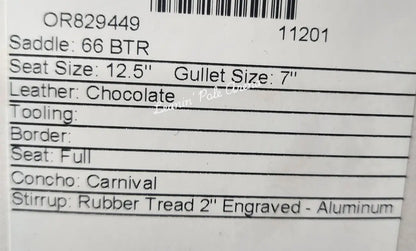 OR829449
11201
Saddle: 66 BTR
Seat Size: 12.5" Gullet Size: 7"
Leather: Chocolate
Tooling:
Border:
Seat: Full
Concho: Carnival
Stirrup: Rubber Tread 2" Engraved - Aluminum